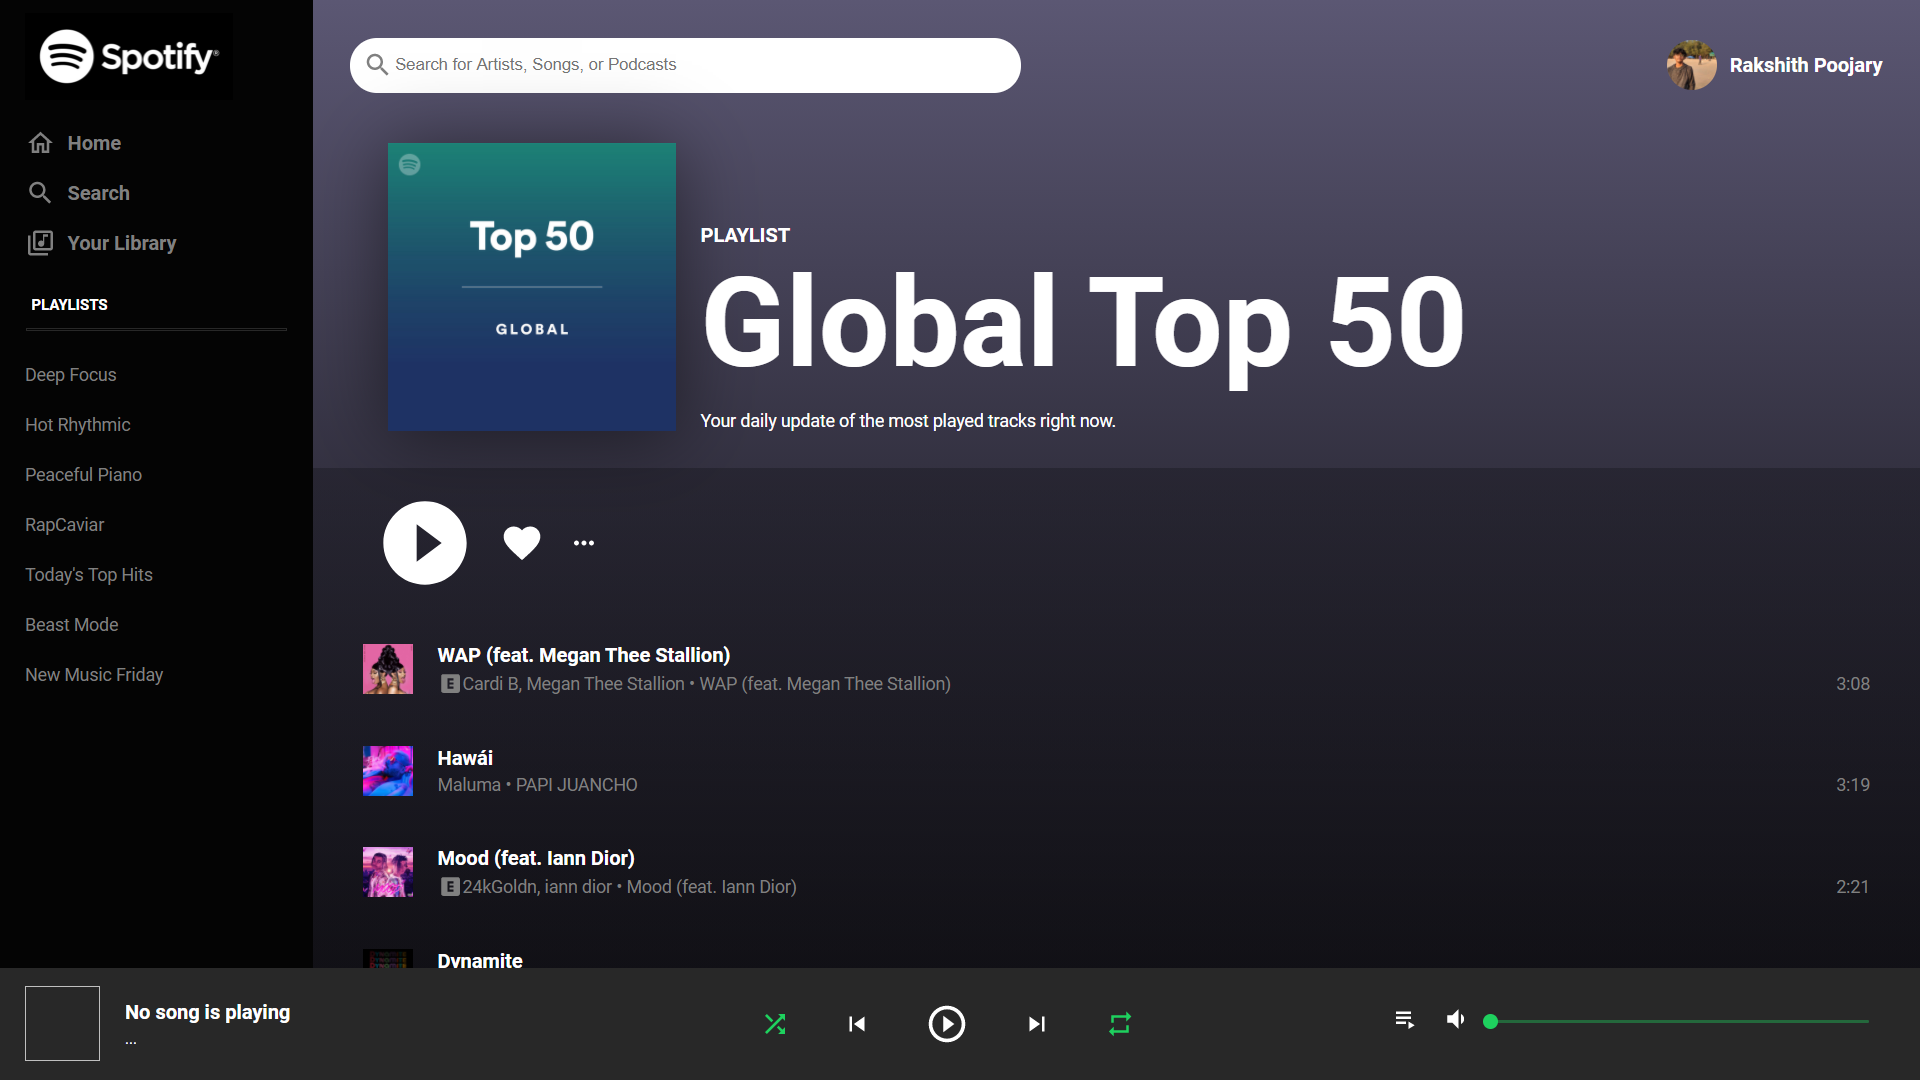 Spotify®
Home
Search
Your Library
PLAYLISTS
Deep Focus
Hot Rhythmic
Peaceful Piano
RapCaviar
Today's Top Hits
Beast Mode
New Music Friday
Search for Artists, Songs, or Podcasts
Rakshith Poojary
Top 50
GLOBAL
PLAYLIST
Global Top 50
Your daily update of the most played tracks right now.
WAP (feat. Megan Thee Stallion)
E Cardi B, Megan Thee Stallion • WAP (feat. Megan Thee Stallion)
3:08
Hawái
Maluma • PAPI JUANCHO
3:19
Mood (feat. Iann Dior)
E 24kGoldn, iann dior • Mood (feat. Iann Dior)
2:21
Dynamite
No song is playing
...